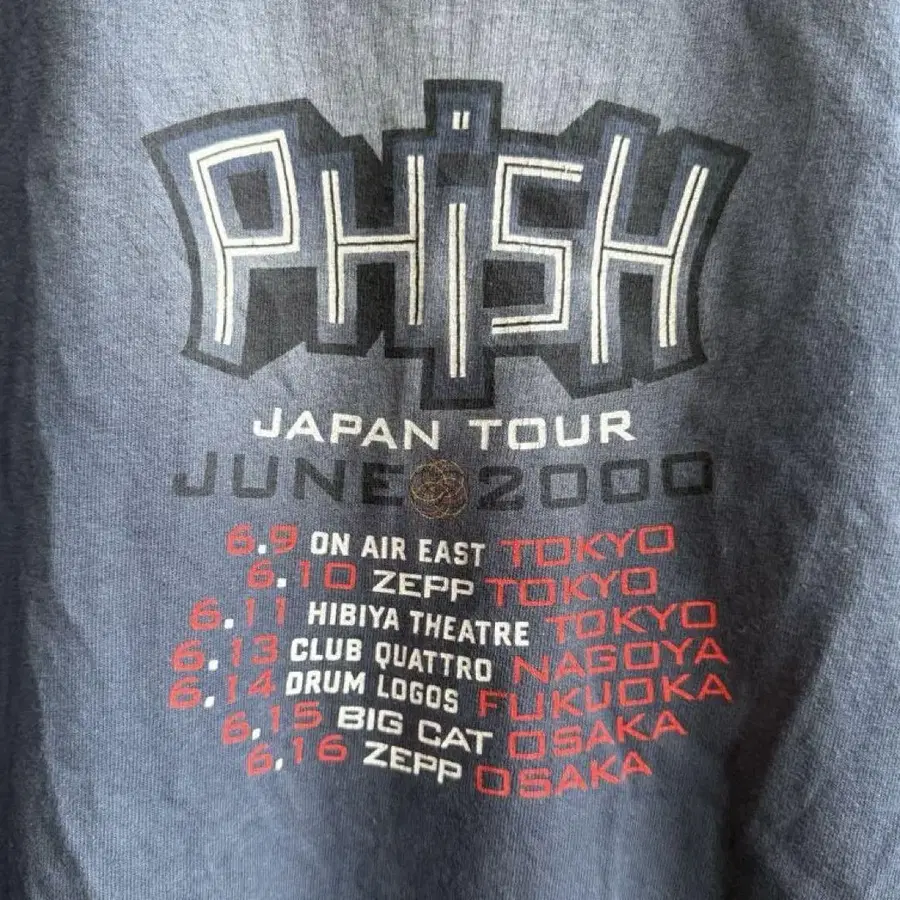 PHiSH
JAPAN TOUR
JUNE 2000
6.9 ON AIR EAST TOKYO
6.10 ZEPP TOKYO
6.11 HIBIYA THEATRE TOKYO
6.13 CLUB QUATTRO NAGOYA
6.14 DRUM LOGOS FUKUOKA
6.15 BIG CAT OSAKA
6.16 ZEPP OSAKA